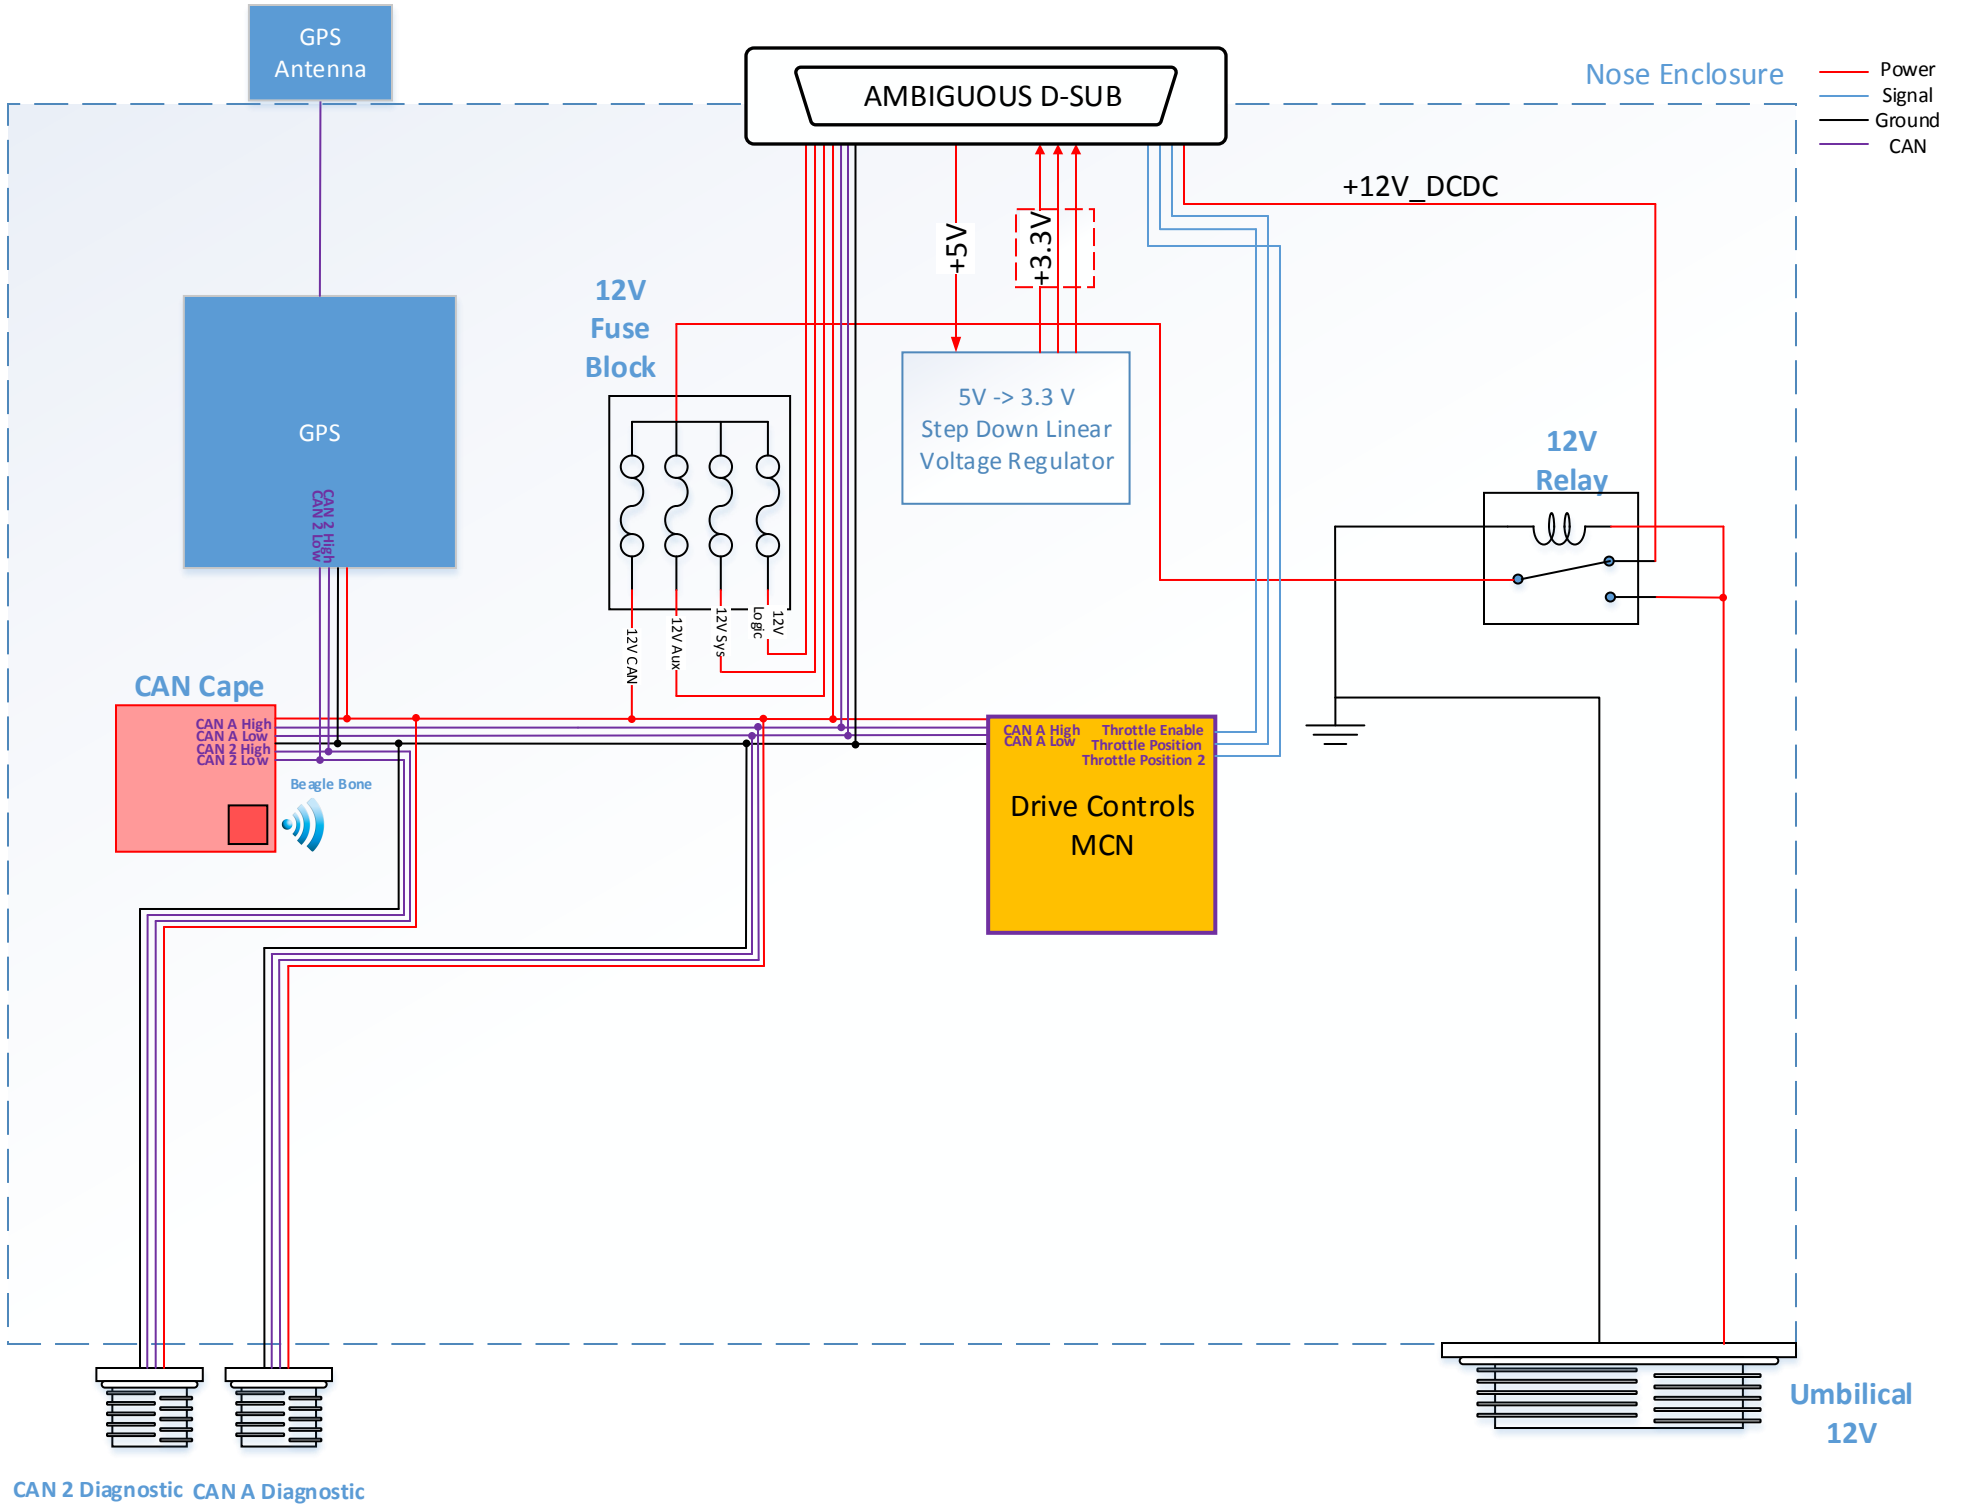 GPS
Antenna
AMBIGUOUS D-SUB
Nose Enclosure
Power
Signal
Ground
CAN
+12V_DCDC
+5V
+3.3V
12V
Fuse
Block
5V -> 3.3 V
Step Down Linear
Voltage Regulator
GPS
CAN 2 High
CAN 2 Low
12V
Relay
12V CAN
12V Aux
12V Sys
12V
Logic
CAN Cape
CAN A High
CAN A Low
CAN 2 High
CAN 2 Low
Beagle Bone
CAN A High
CAN A Low
Throttle Enable
Throttle Position
Throttle Position 2
Drive Controls
MCN
Umbilical
12V
CAN 2 Diagnostic
CAN A Diagnostic